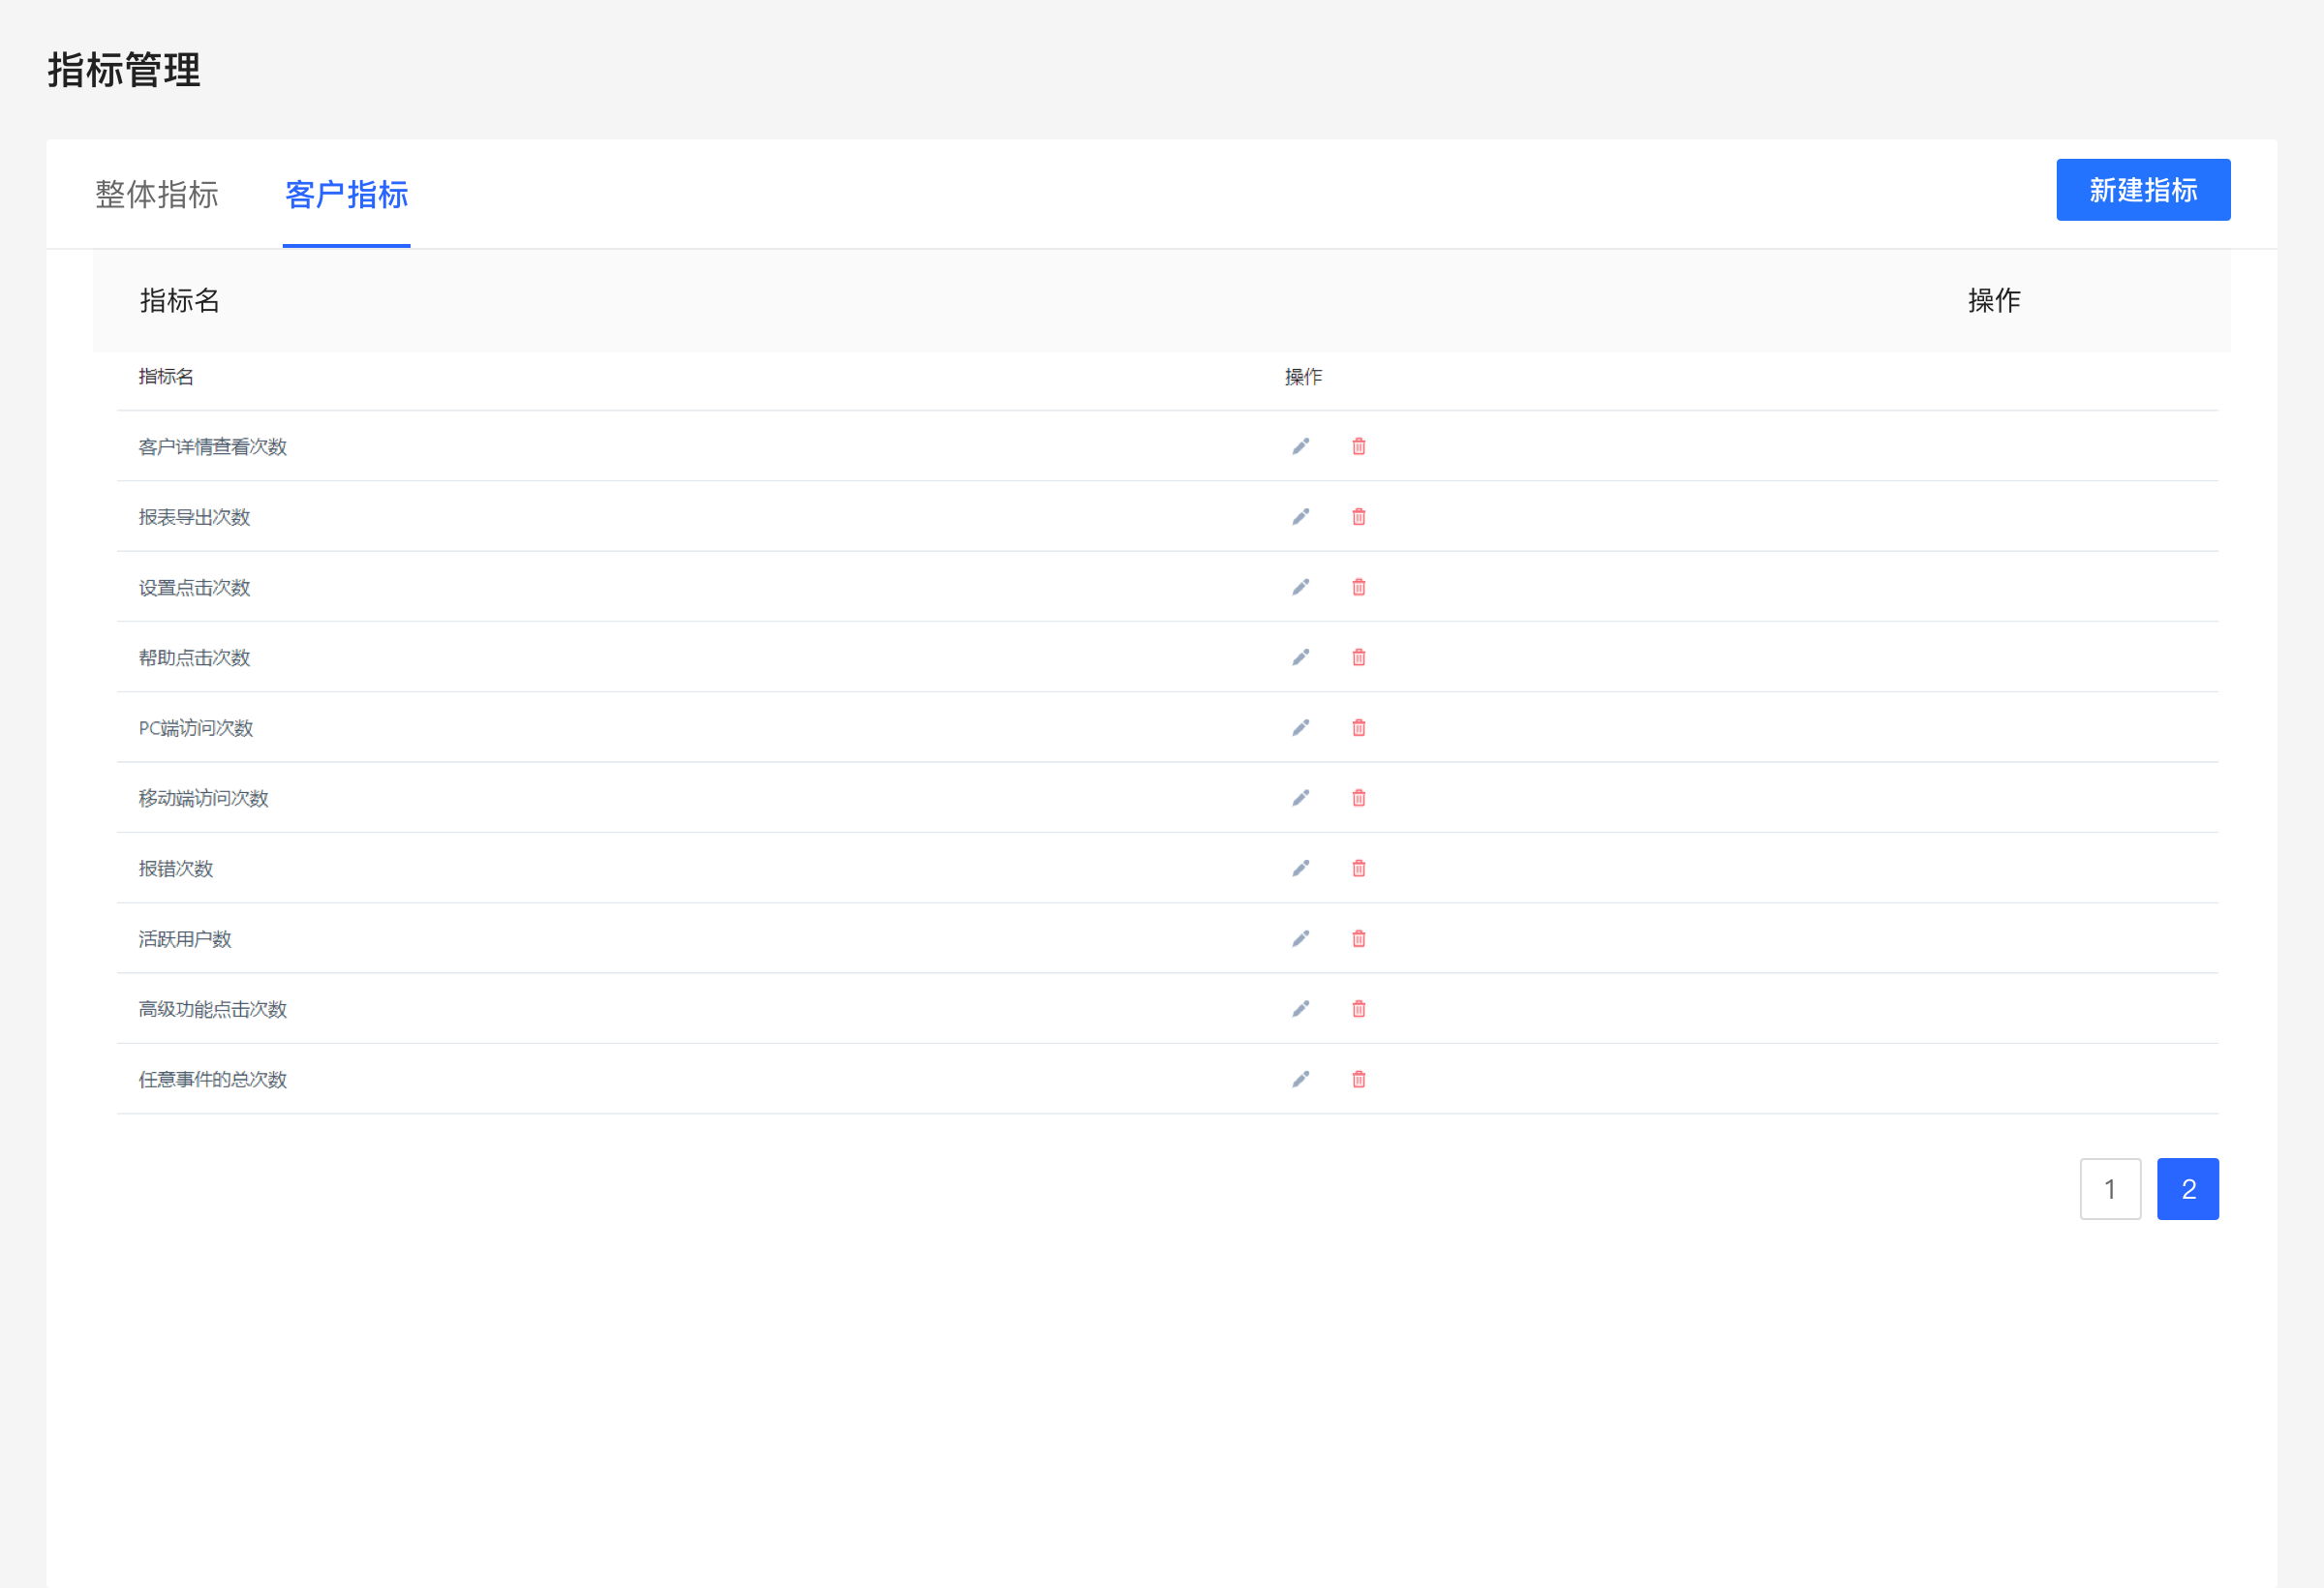 指标管理
整体指标 客户指标 新建指标
指标名 操作
指标名 操作
客户详情查看次数
报表导出次数
设置点击次数
帮助点击次数
PC端访问次数
移动端访问次数
报错次数
活跃用户数
高级功能点击次数
任意事件的总次数
1 2